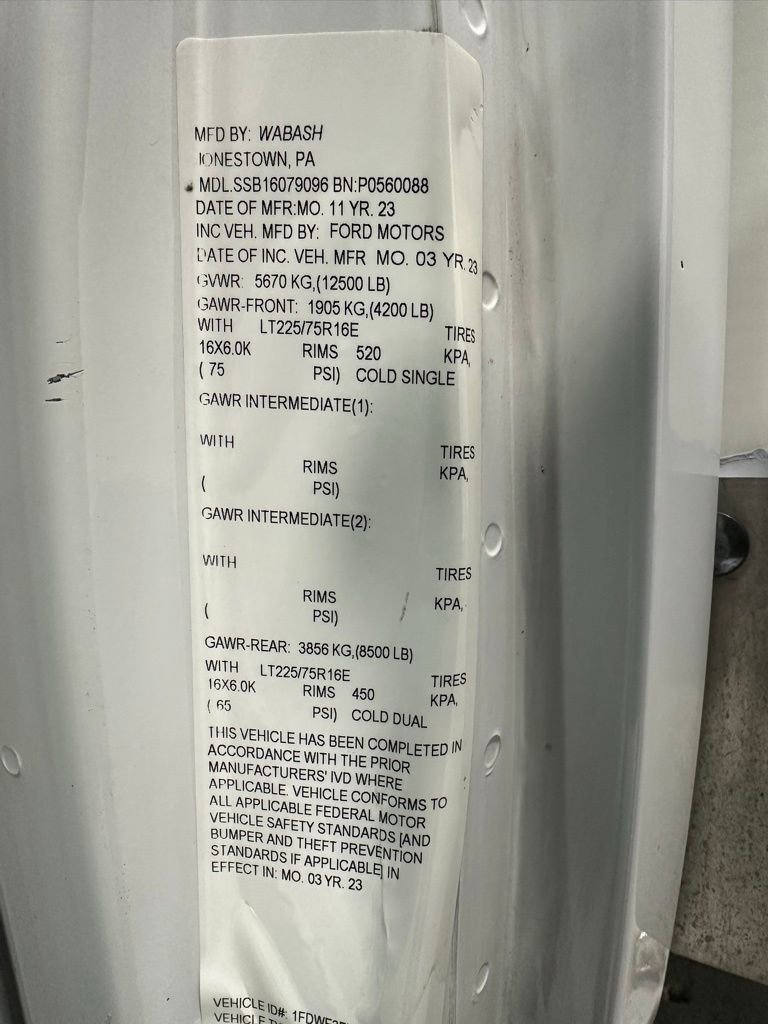 MFD BY: WABASH
JONESTOWN, PA
MDL.SSB16079096 BN:P0560088
DATE OF MFR:MO. 11 YR. 23
INC VEH. MFD BY: FORD MOTORS
DATE OF INC. VEH. MFR MO. 03 YR. 23
GVWR: 5670 KG,(12500 LB)
GAWR-FRONT: 1905 KG,(4200 LB)
WITH LT225/75R16E TIRES
16X6.0K RIMS 520 KPA,
( 75 PSI) COLD SINGLE
GAWR INTERMEDIATE(1):
WITH TIRES
RIMS KPA,
( PSI)
GAWR INTERMEDIATE(2):
WITH TIRES
RIMS KPA,
( PSI)
GAWR-REAR: 3856 KG,(8500 LB)
WITH LT225/75R16E TIRES
16X6.0K RIMS 450 KPA,
( 65 PSI) COLD DUAL
THIS VEHICLE HAS BEEN COMPLETED IN
ACCORDANCE WITH THE PRIOR
MANUFACTURERS' IVD WHERE
APPLICABLE. VEHICLE CONFORMS TO
ALL APPLICABLE FEDERAL MOTOR
VEHICLE SAFETY STANDARDS [AND
BUMPER AND THEFT PREVENTION
STANDARDS IF APPLICABLE] IN
EFFECT IN: MO. 03 YR. 23
VEHICLE ID#:
VEHICLE